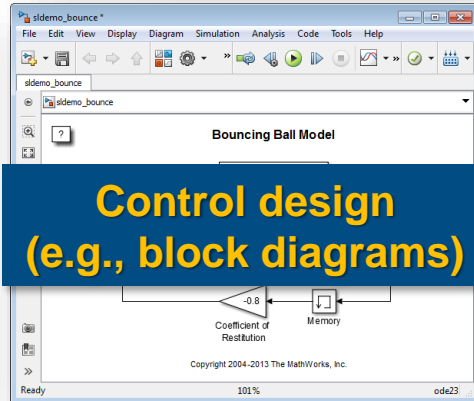 sldemo_bounce *
File Edit View Display Diagram Simulation Analysis Code Tools Help
»
»
sldemo_bounce
sldemo_bounce
?
Bouncing Ball Model
Control design
(e.g., block diagrams)
-0.8
Coefficient of
Restitution
Memory
Copyright 2004-2013 The MathWorks, Inc.
»
Ready 101% ode23